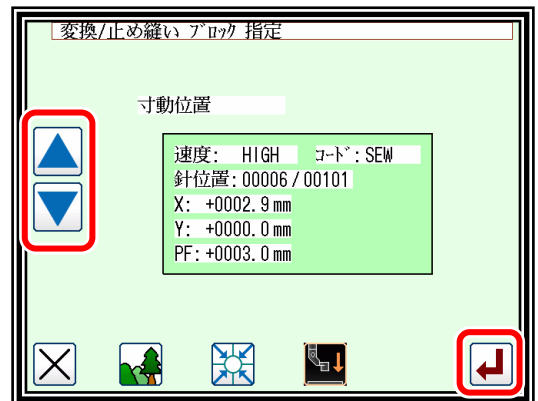 変換/止め縫い ﾌﾞﾛｯｸ 指定
寸動位置
速度: HIGH ｺｰﾄﾞ:SEW
針位置:00006/00101
X: +0002.9mm
Y: +0000.0mm
PF:+0003.0mm